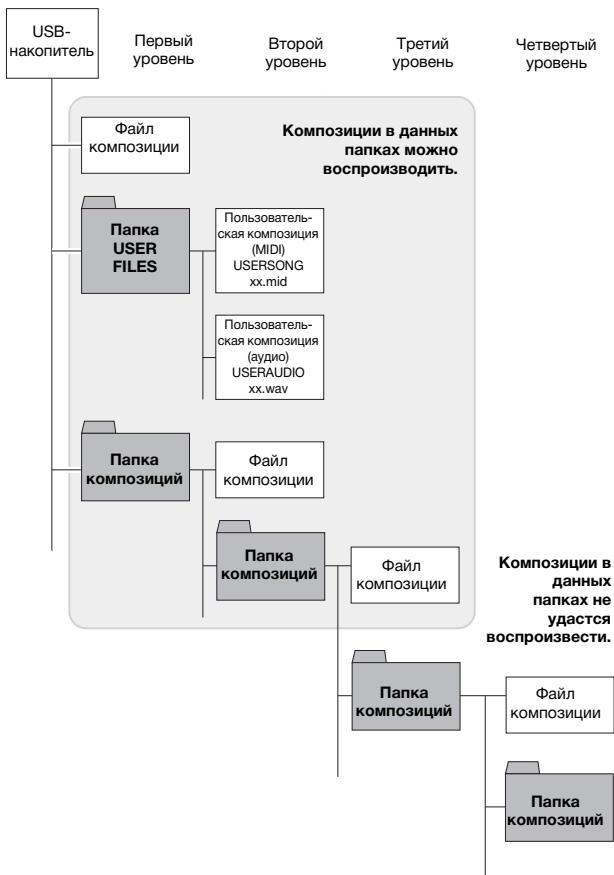 USB-
накопитель
Первый
уровень
Второй
уровень
Третий
уровень
Четвертый
уровень
Файл
композиции
Композиции в данных
папках можно
воспроизводить.
Папка
USER
FILES
Пользователь-
ская композиция
(MIDI)
USERSONG
xx.mid
Пользователь-
ская композиция
(аудио)
USERAUDIO
xx.wav
Папка
композиций
Файл
композиции
Папка
композиций
Файл
композиции
Композиции в
данных
папках не
удастся
воспроизвести.
Папка
композиций
Файл
композиции
Папка
композиций